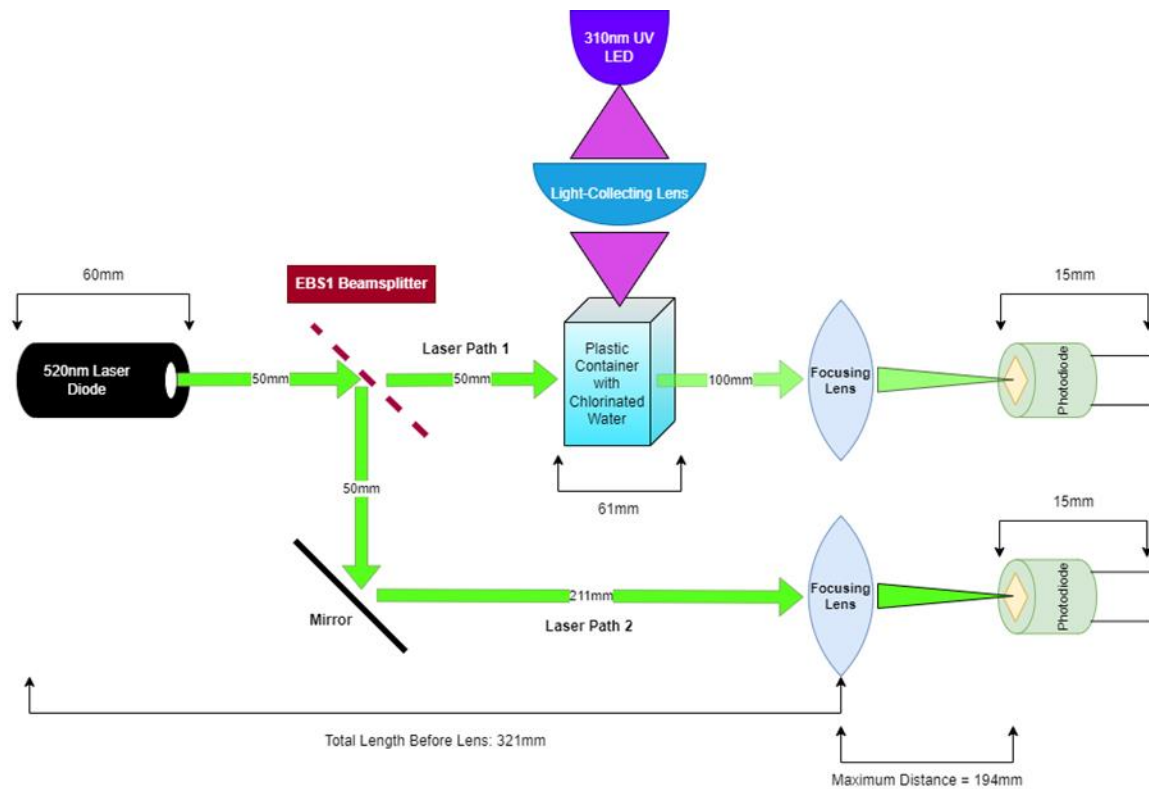 310nm UV
LED
Light-Collecting Lens
60mm
EBS1 Beamsplitter
15mm
520nm Laser
Diode
50mm
Laser Path 1
50mm
Plastic
Container
with
Chlorinated
Water
100mm
Focusing
Lens
Photodiode
50mm
61mm
15mm
Mirror
211mm
Laser Path 2
Focusing
Lens
Photodiode
Total Length Before Lens: 321mm
Maximum Distance = 194mm